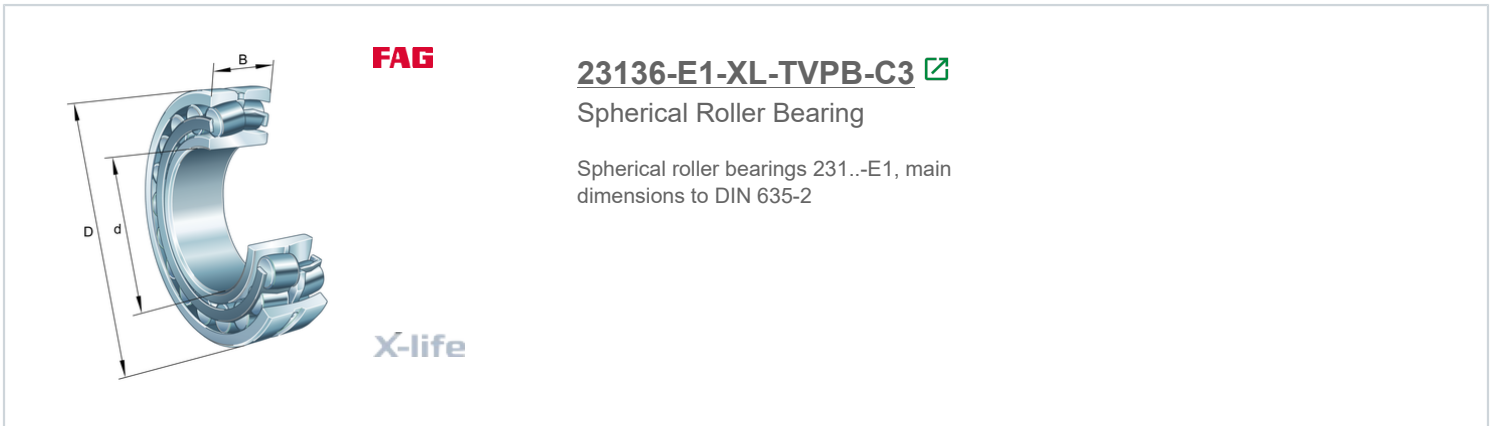 B
D
d
FAG
X-life
23136-E1-XL-TVPB-C3
Spherical Roller Bearing
Spherical roller bearings 231..-E1, main
dimensions to DIN 635-2